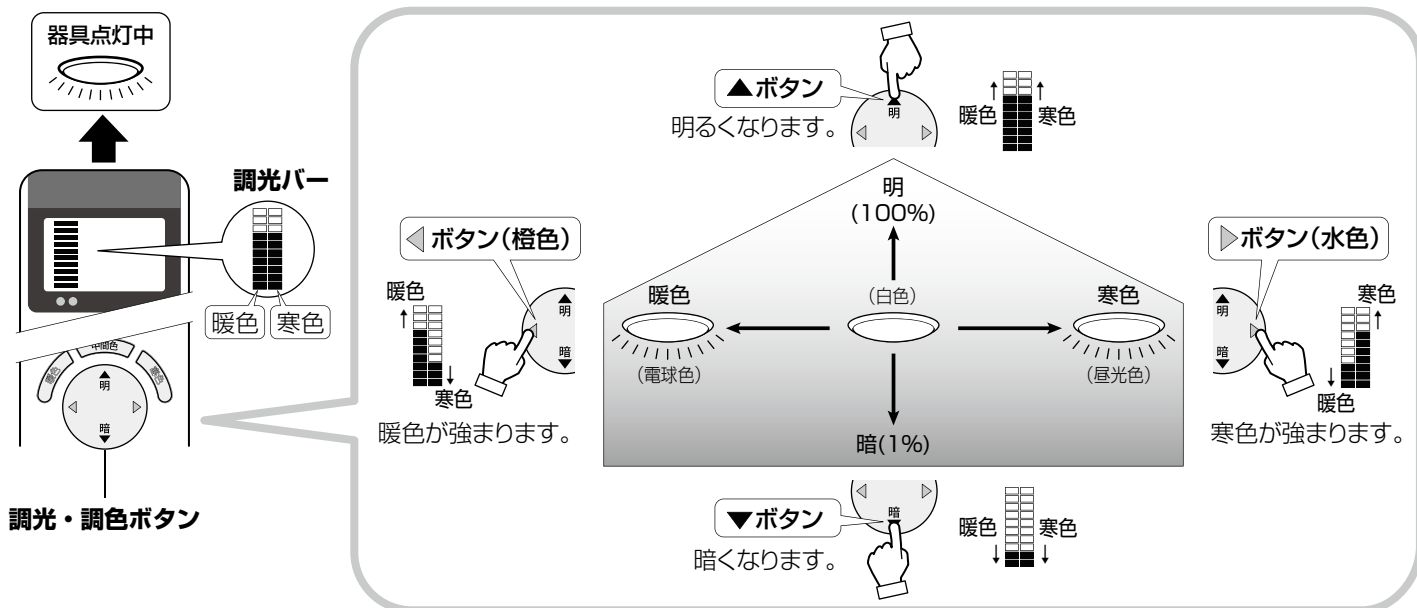 器具点灯中
調光バー
暖色
寒色
中間色
暖色
寒色
明
暗
調光・調色ボタン
▲ボタン
明るくなります。
明
暖色
寒色
◁ボタン(橙色)
暖色
寒色
明
暗
暖色が強まります。
明
(100%)
暖色
(電球色)
(白色)
寒色
(昼光色)
暗(1%)
▷ボタン(水色)
明
暗
寒色
暖色
寒色が強まります。
▼ボタン
暗くなります。
暗
暖色
寒色